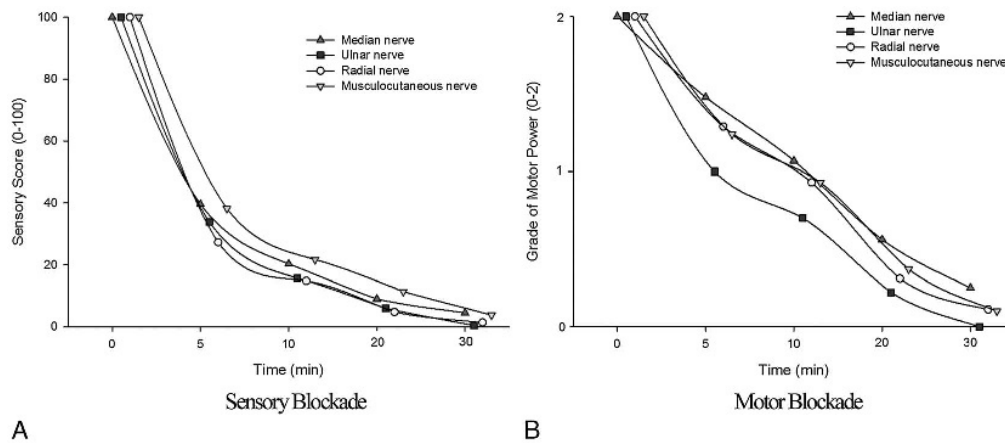 100
80
60
40
20
0
Sensory Score (0-100)
Median nerve
Ulnar nerve
Radial nerve
Musculocutaneous nerve
0 5 10 20 30
Time (min)
Sensory Blockade
A
2
1
0
Grade of Motor Power (0-2)
Median nerve
Ulnar nerve
Radial nerve
Musculocutaneous nerve
0 5 10 20 30
Time (min)
Motor Blockade
B